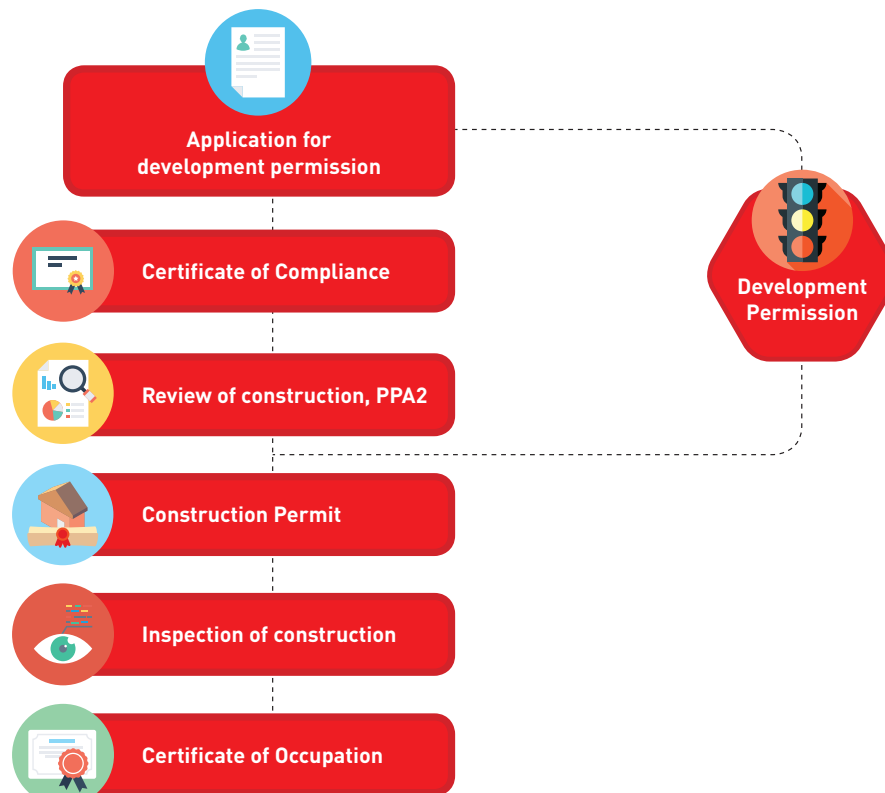 Application for
development permission
Certificate of Compliance
Development
Permission
Review of construction, PPA2
Construction Permit
Inspection of construction
Certificate of Occupation